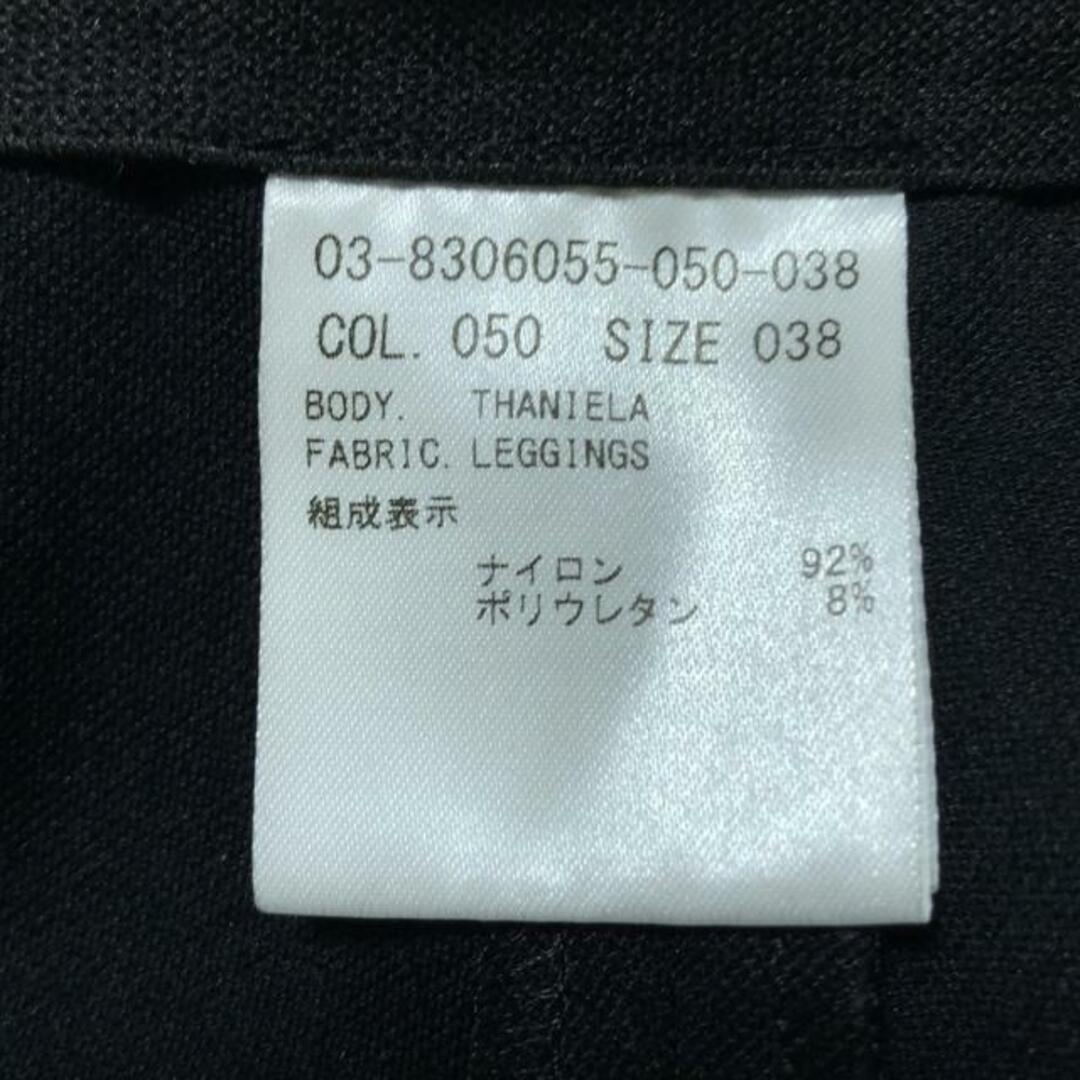 03-8306055-050-038
COL. 050 SIZE 038
BODY. THANIELA
FABRIC. LEGGINGS
組成表示
ナイロン 92%
ポリウレタン 8%